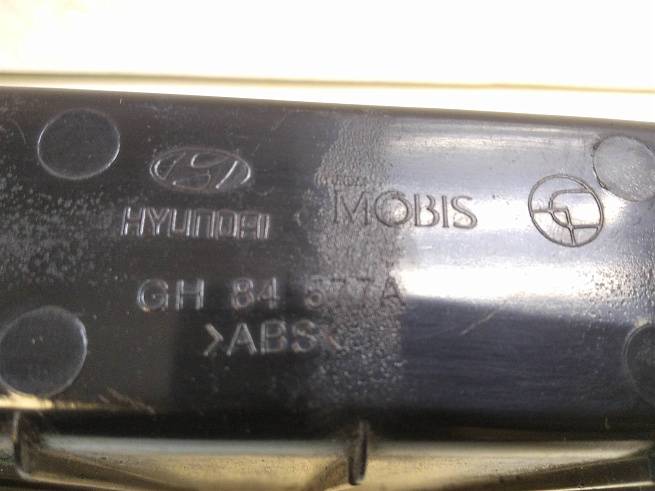 HYUNDAI
MOBIS
GH 84 577A
>ABS<